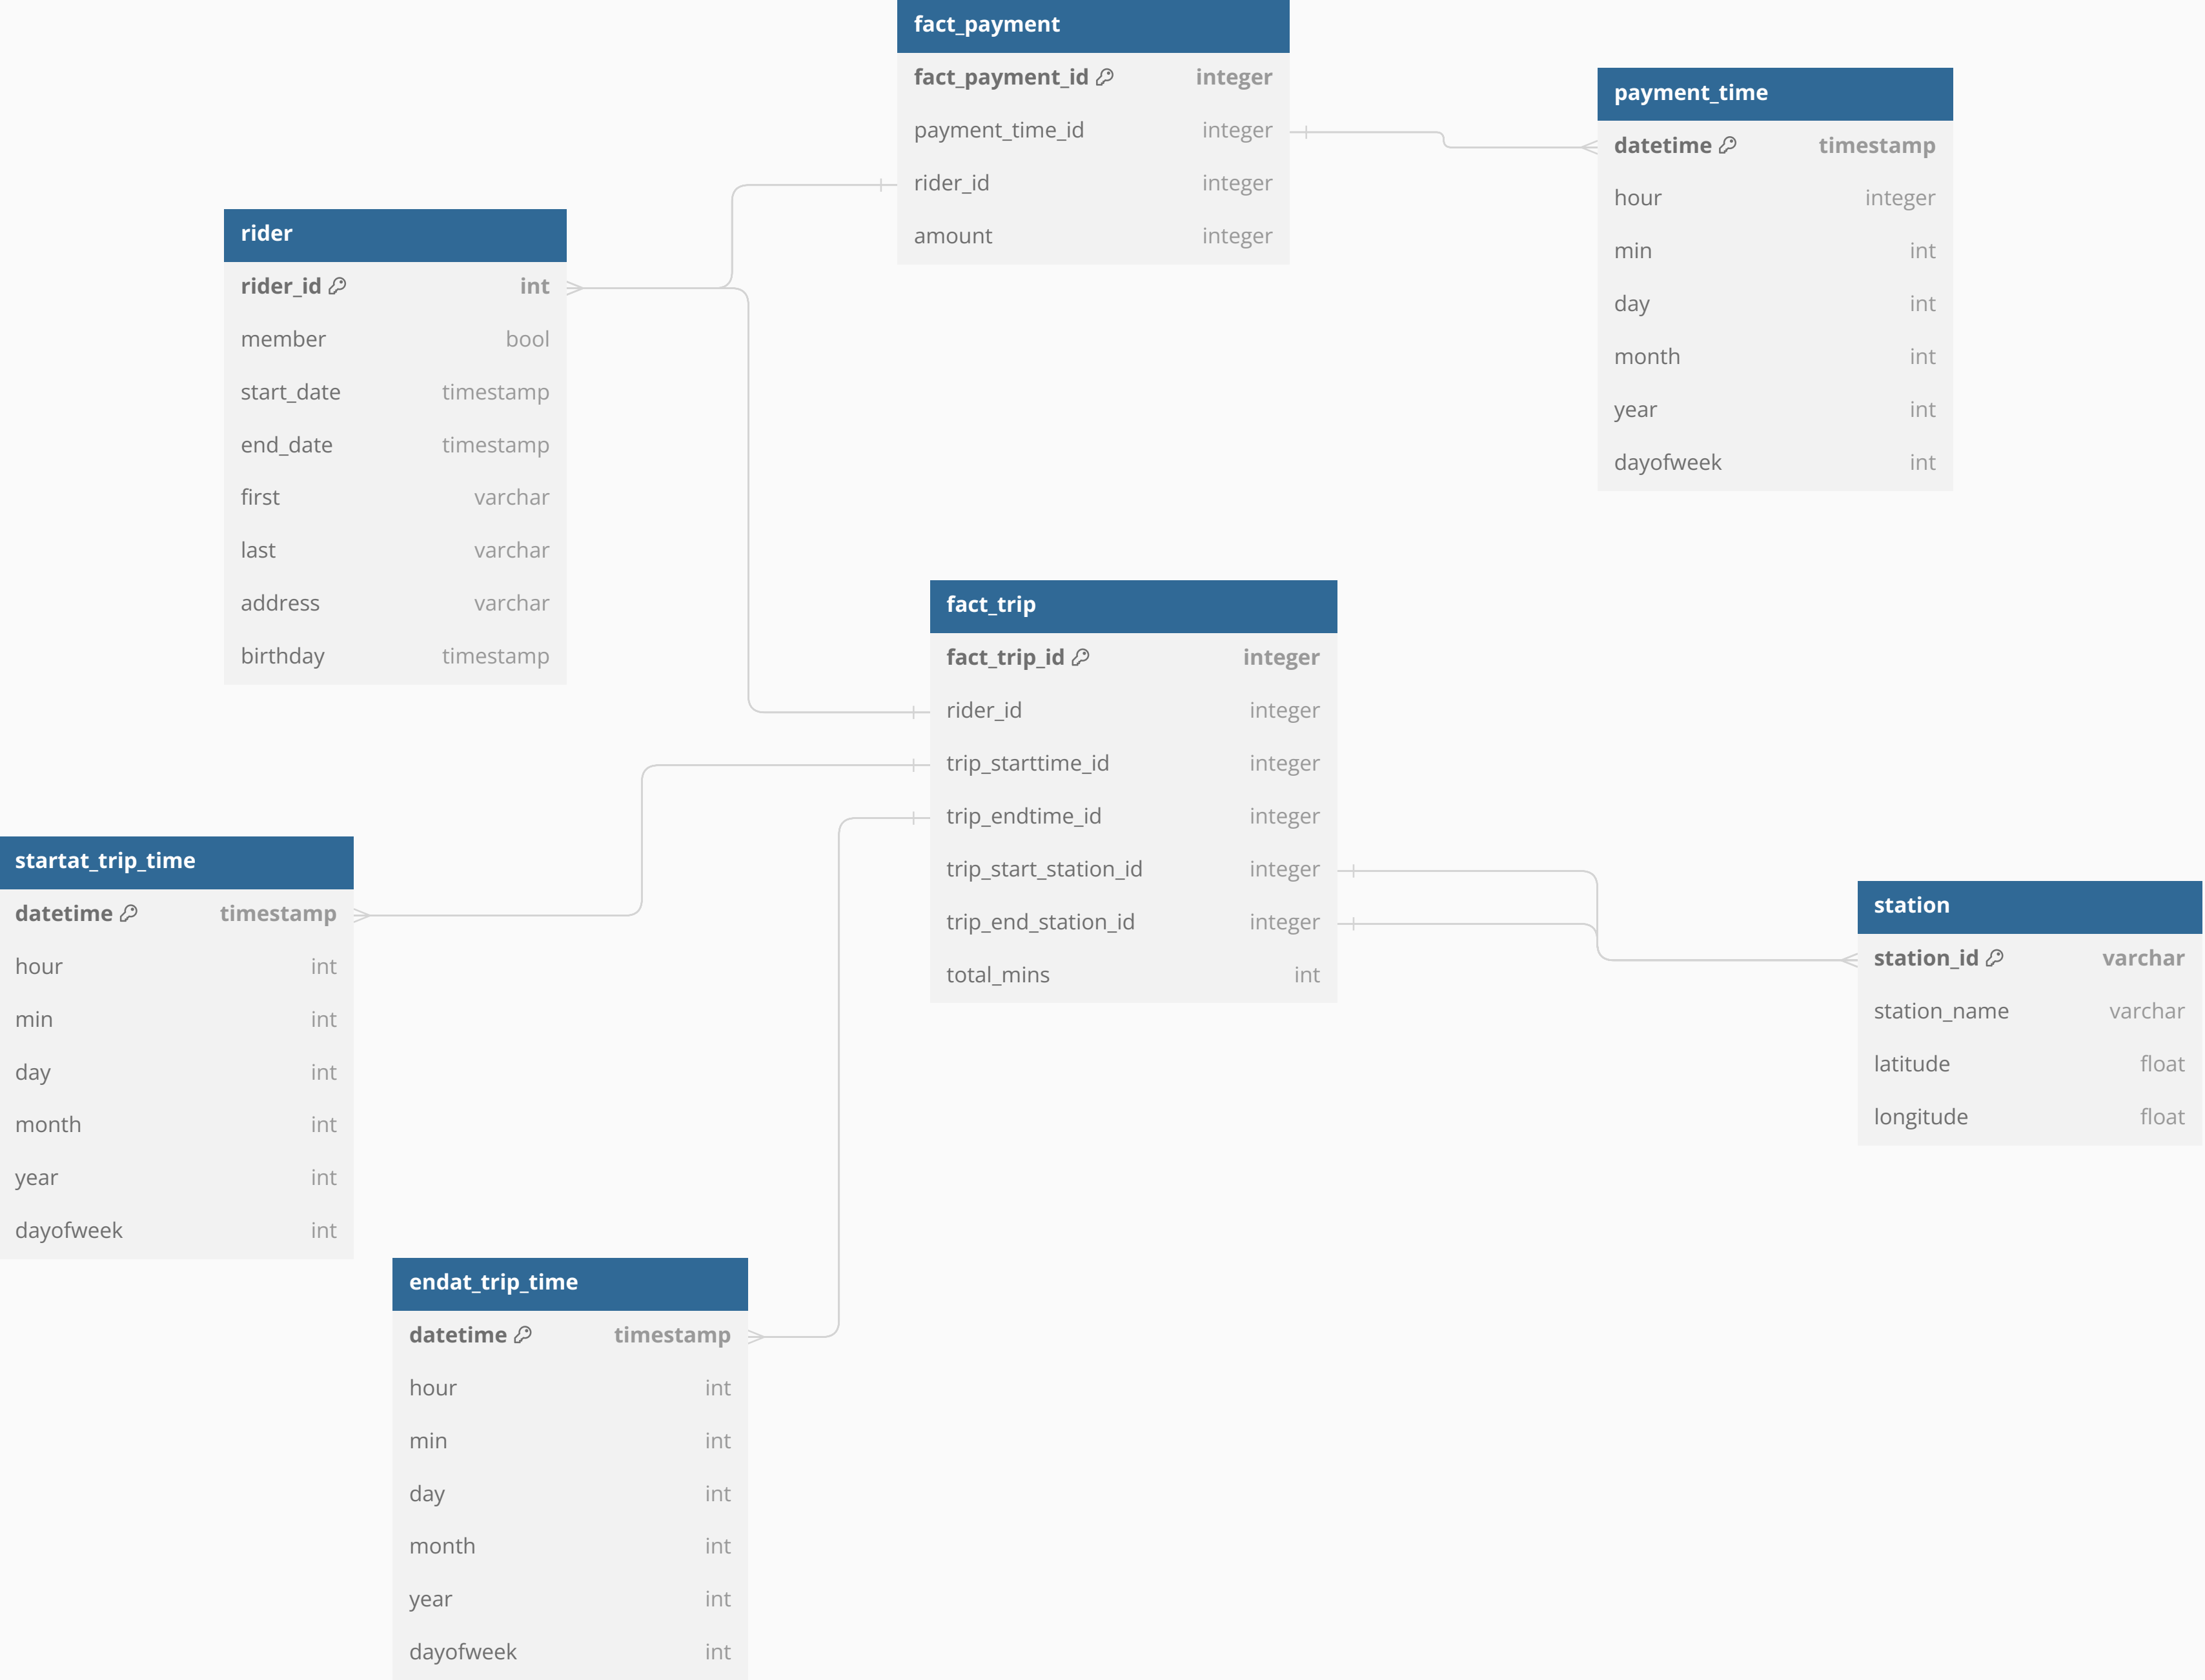 fact_payment
fact_payment_id integer
payment_time_id integer
rider_id integer
amount integer
payment_time
datetime timestamp
hour integer
min int
day int
month int
year int
dayofweek int
rider
rider_id int
member bool
start_date timestamp
end_date timestamp
first varchar
last varchar
address varchar
birthday timestamp
fact_trip
fact_trip_id integer
rider_id integer
trip_starttime_id integer
trip_endtime_id integer
trip_start_station_id integer
trip_end_station_id integer
total_mins int
startat_trip_time
datetime timestamp
hour int
min int
day int
month int
year int
dayofweek int
station
station_id varchar
station_name varchar
latitude float
longitude float
endat_trip_time
datetime timestamp
hour int
min int
day int
month int
year int
dayofweek int